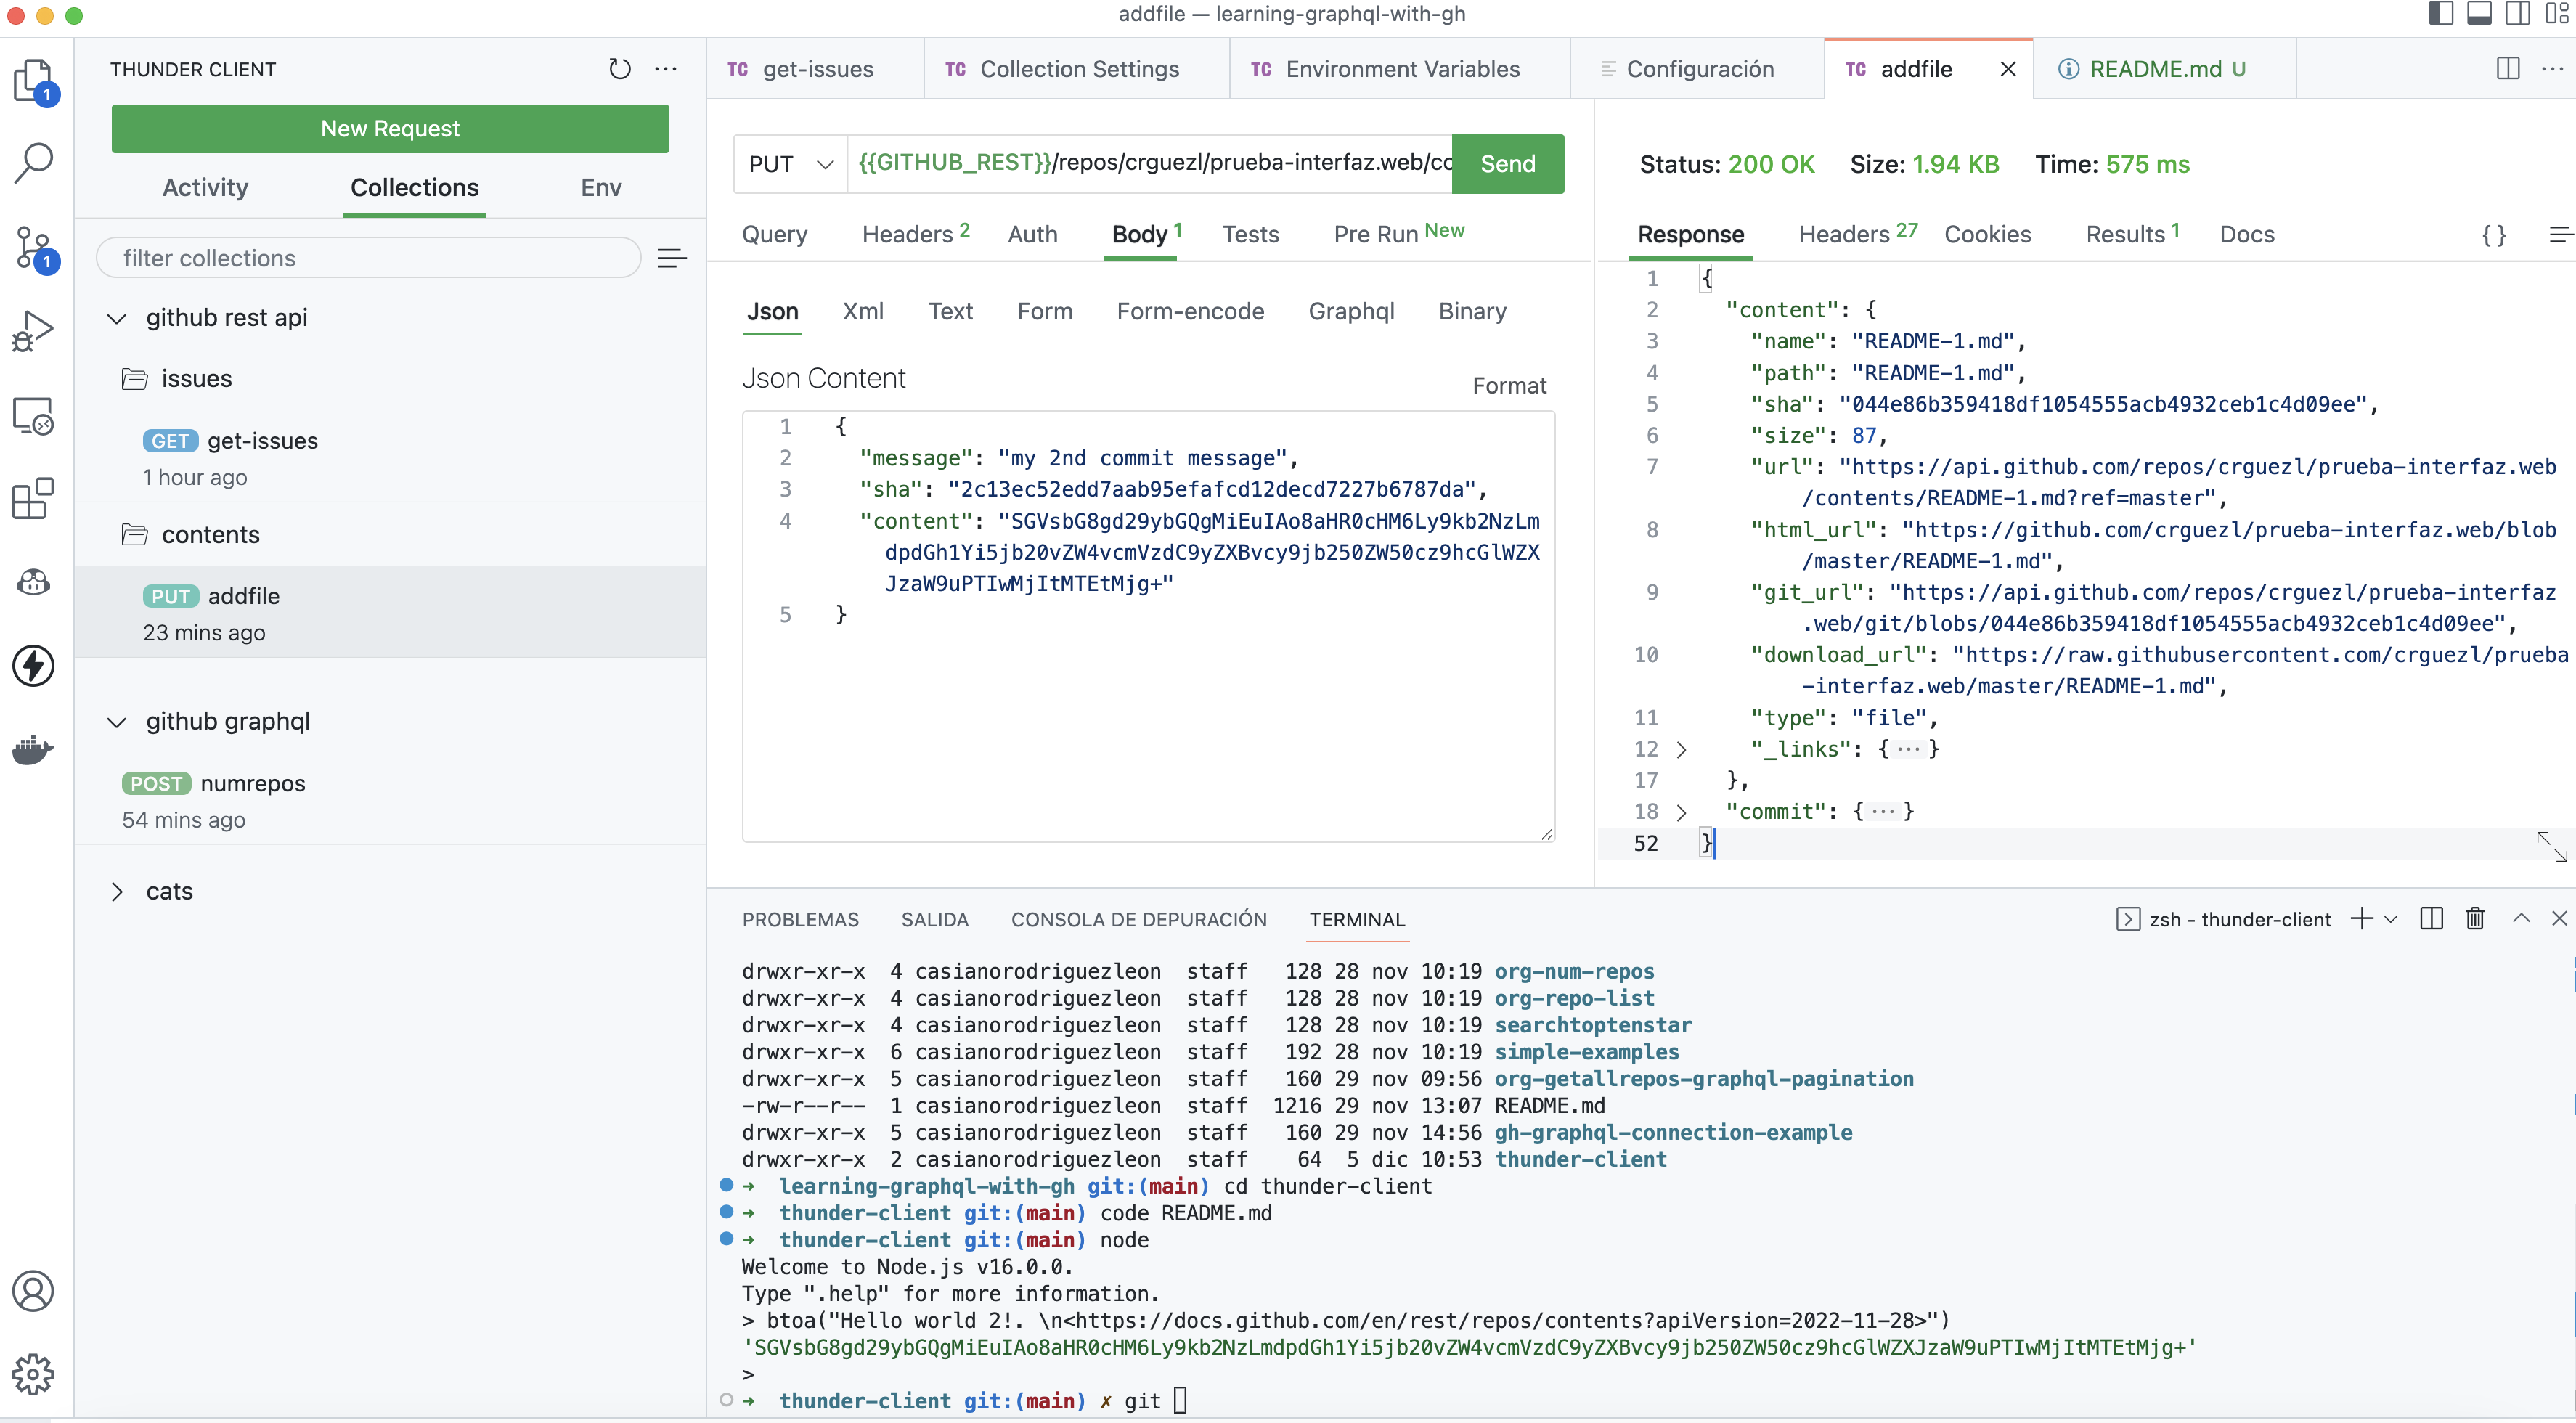 addfile — learning-graphql-with-gh
1
1
THUNDER CLIENT
New Request
Activity Collections Env
filter collections
github rest api
issues
GET get-issues
1 hour ago
contents
PUT addfile
23 mins ago
github graphql
POST numrepos
54 mins ago
cats
TC get-issues TC Collection Settings TC Environment Variables Configuración TC addfile README.md U
PUT {{GITHUB_REST}}/repos/crguezl/prueba-interfaz.web/co Send
Query Headers 2 Auth Body 1 Tests Pre Run New
Json Xml Text Form Form-encode Graphql Binary
Json Content
Format
1 {
2 "message": "my 2nd commit message",
3 "sha": "2c13ec52edd7aab95efafcd12decd7227b6787da",
4 "content": "SGVsbG8gd29ybGQgMiEuIAo8aHR0cHM6Ly9kb2NzLm
dpdGh1Yi5jb20vZW4vcmVzdC9yZXBvcy9jb250ZW50cz9hcGlWZX
JzaW9uPTIwMjItMTEtMjg+"
5 }
Status: 200 OK Size: 1.94 KB Time: 575 ms
Response Headers 27 Cookies Results 1 Docs { }
1 {
2 "content": {
3 "name": "README-1.md",
4 "path": "README-1.md",
5 "sha": "044e86b359418df1054555acb4932ceb1c4d09ee",
6 "size": 87,
7 "url": "https://api.github.com/repos/crguezl/prueba-interfaz.web
/contents/README-1.md?ref=master",
8 "html_url": "https://github.com/crguezl/prueba-interfaz.web/blob
/master/README-1.md",
9 "git_url": "https://api.github.com/repos/crguezl/prueba-interfaz
.web/git/blobs/044e86b359418df1054555acb4932ceb1c4d09ee",
10 "download_url": "https://raw.githubusercontent.com/crguezl/prueba
-interfaz.web/master/README-1.md",
11 "type": "file",
12 "_links": {···}
17 },
18 "commit": {···}
52 }
PROBLEMAS SALIDA CONSOLA DE DEPURACIÓN TERMINAL zsh - thunder-client
drwxr-xr-x 4 casianorodriguezleon staff 128 28 nov 10:19 org-num-repos
drwxr-xr-x 4 casianorodriguezleon staff 128 28 nov 10:19 org-repo-list
drwxr-xr-x 4 casianorodriguezleon staff 128 28 nov 10:19 searchtoptenstar
drwxr-xr-x 6 casianorodriguezleon staff 192 28 nov 10:19 simple-examples
drwxr-xr-x 5 casianorodriguezleon staff 160 29 nov 09:56 org-getallrepos-graphql-pagination
-rw-r--r-- 1 casianorodriguezleon staff 1216 29 nov 13:07 README.md
drwxr-xr-x 5 casianorodriguezleon staff 160 29 nov 14:56 gh-graphql-connection-example
drwxr-xr-x 2 casianorodriguezleon staff 64 5 dic 10:53 thunder-client
➜ learning-graphql-with-gh git:(main) cd thunder-client
➜ thunder-client git:(main) code README.md
➜ thunder-client git:(main) node
Welcome to Node.js v16.0.0.
Type ".help" for more information.
> btoa("Hello world 2!. \n<https://docs.github.com/en/rest/repos/contents?apiVersion=2022-11-28>")
'SGVsbG8gd29ybGQgMiEuIAo8aHR0cHM6Ly9kb2NzLmdpdGh1Yi5jb20vZW4vcmVzdC9yZXBvcy9jb250ZW50cz9hcGlWZXJzaW9uPTIwMjItMTEtMjg+'
>
➜ thunder-client git:(main) ✗ git